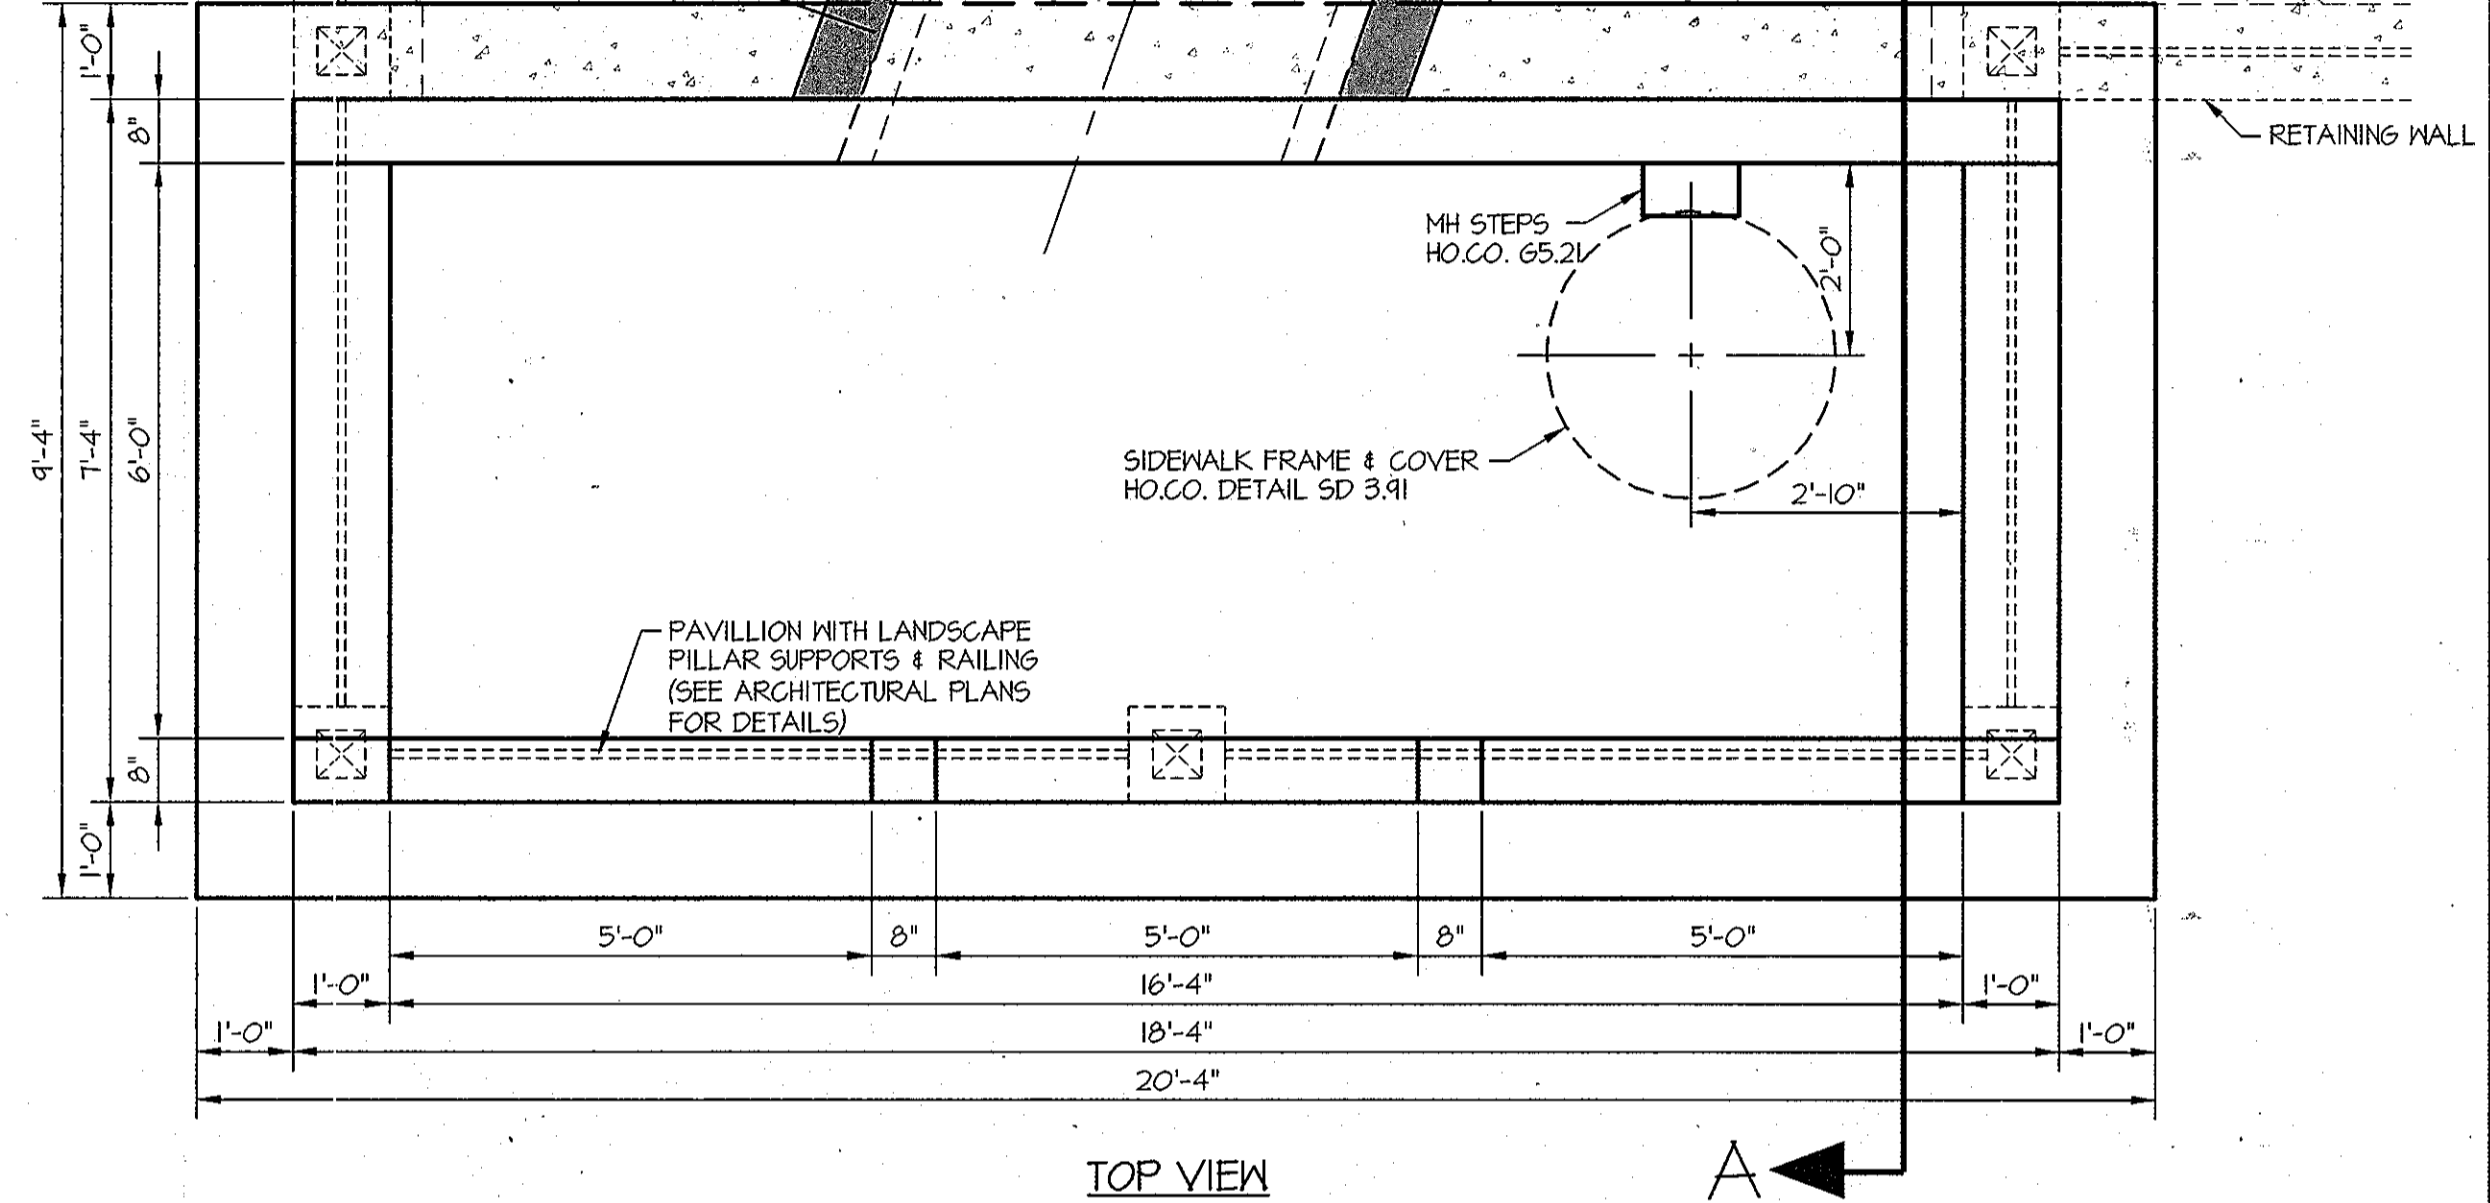 1'-0"
8"
RETAINING WALL
MH STEPS
HO.CO. G5.21
2'-0"
9'-4"
7'-4"
6'-0"
SIDEWALK FRAME & COVER
HO.CO. DETAIL SD 3.91
2'-10"
PAVILLION WITH LANDSCAPE
PILLAR SUPPORTS & RAILING
(SEE ARCHITECTURAL PLANS
FOR DETAILS)
8"
1'-0"
5'-0" 8" 5'-0" 8" 5'-0"
1'-0" 16'-4" 1'-0"
1'-0" 18'-4" 1'-0"
20'-4"
TOP VIEW
A